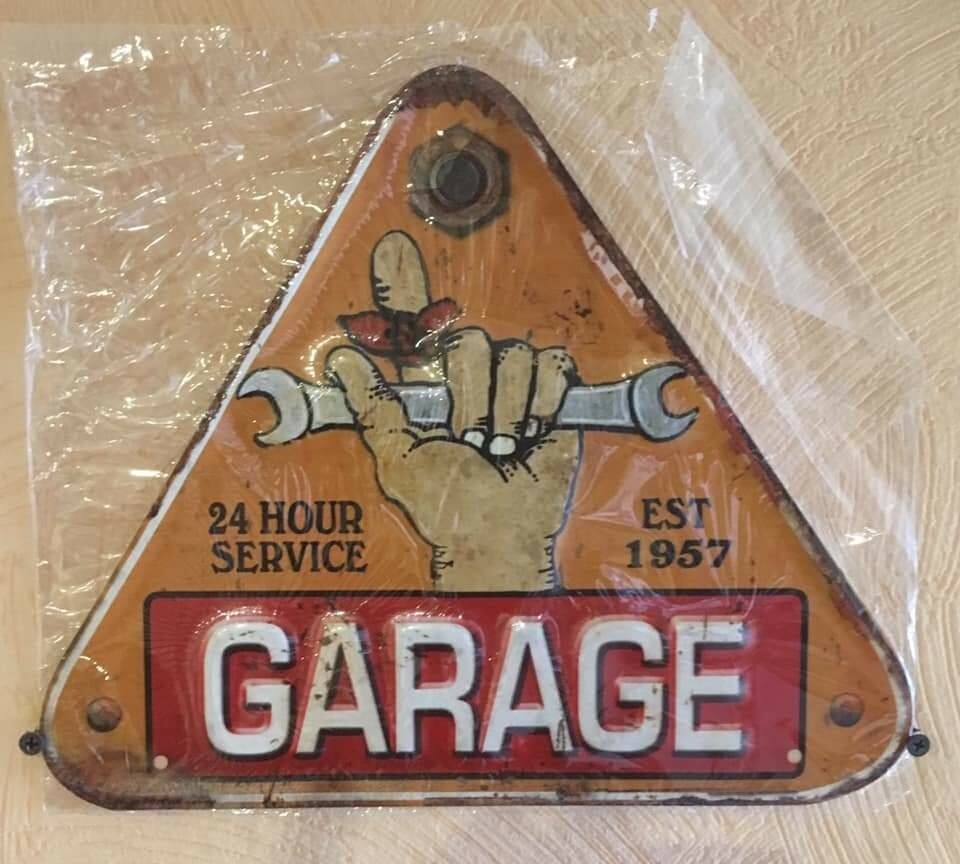 24 HOUR
SERVICE
EST
1957
GARAGE